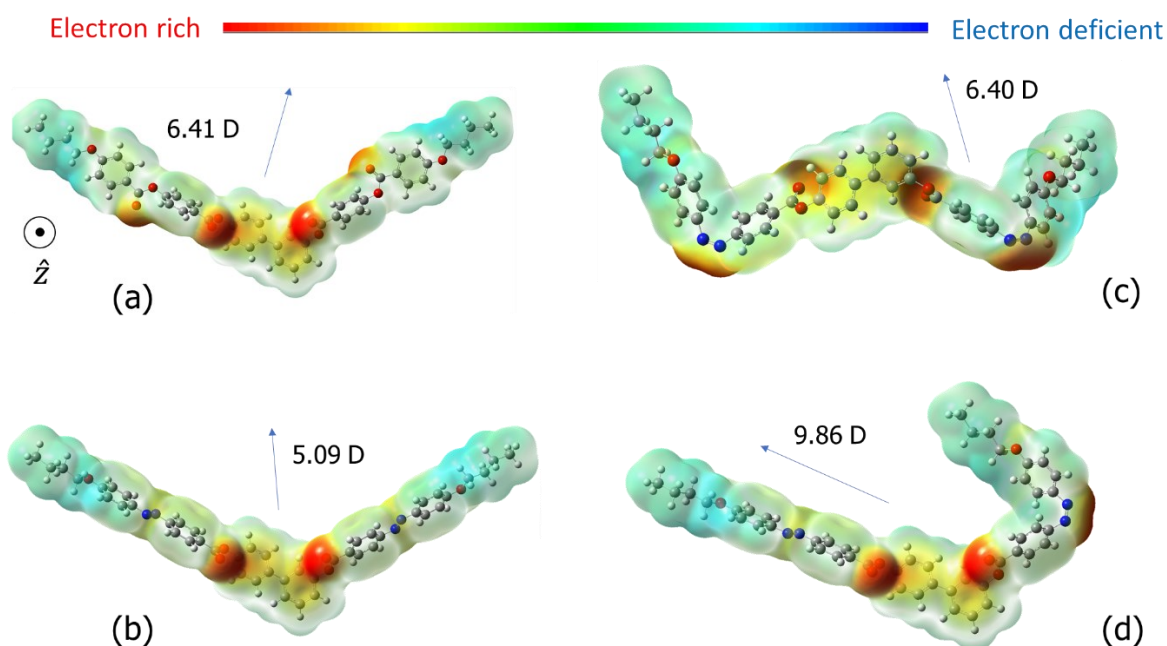 Electron rich
Electron deficient
6.41 D
ẑ
(a)
6.40 D
(c)
5.09 D
(b)
9.86 D
(d)